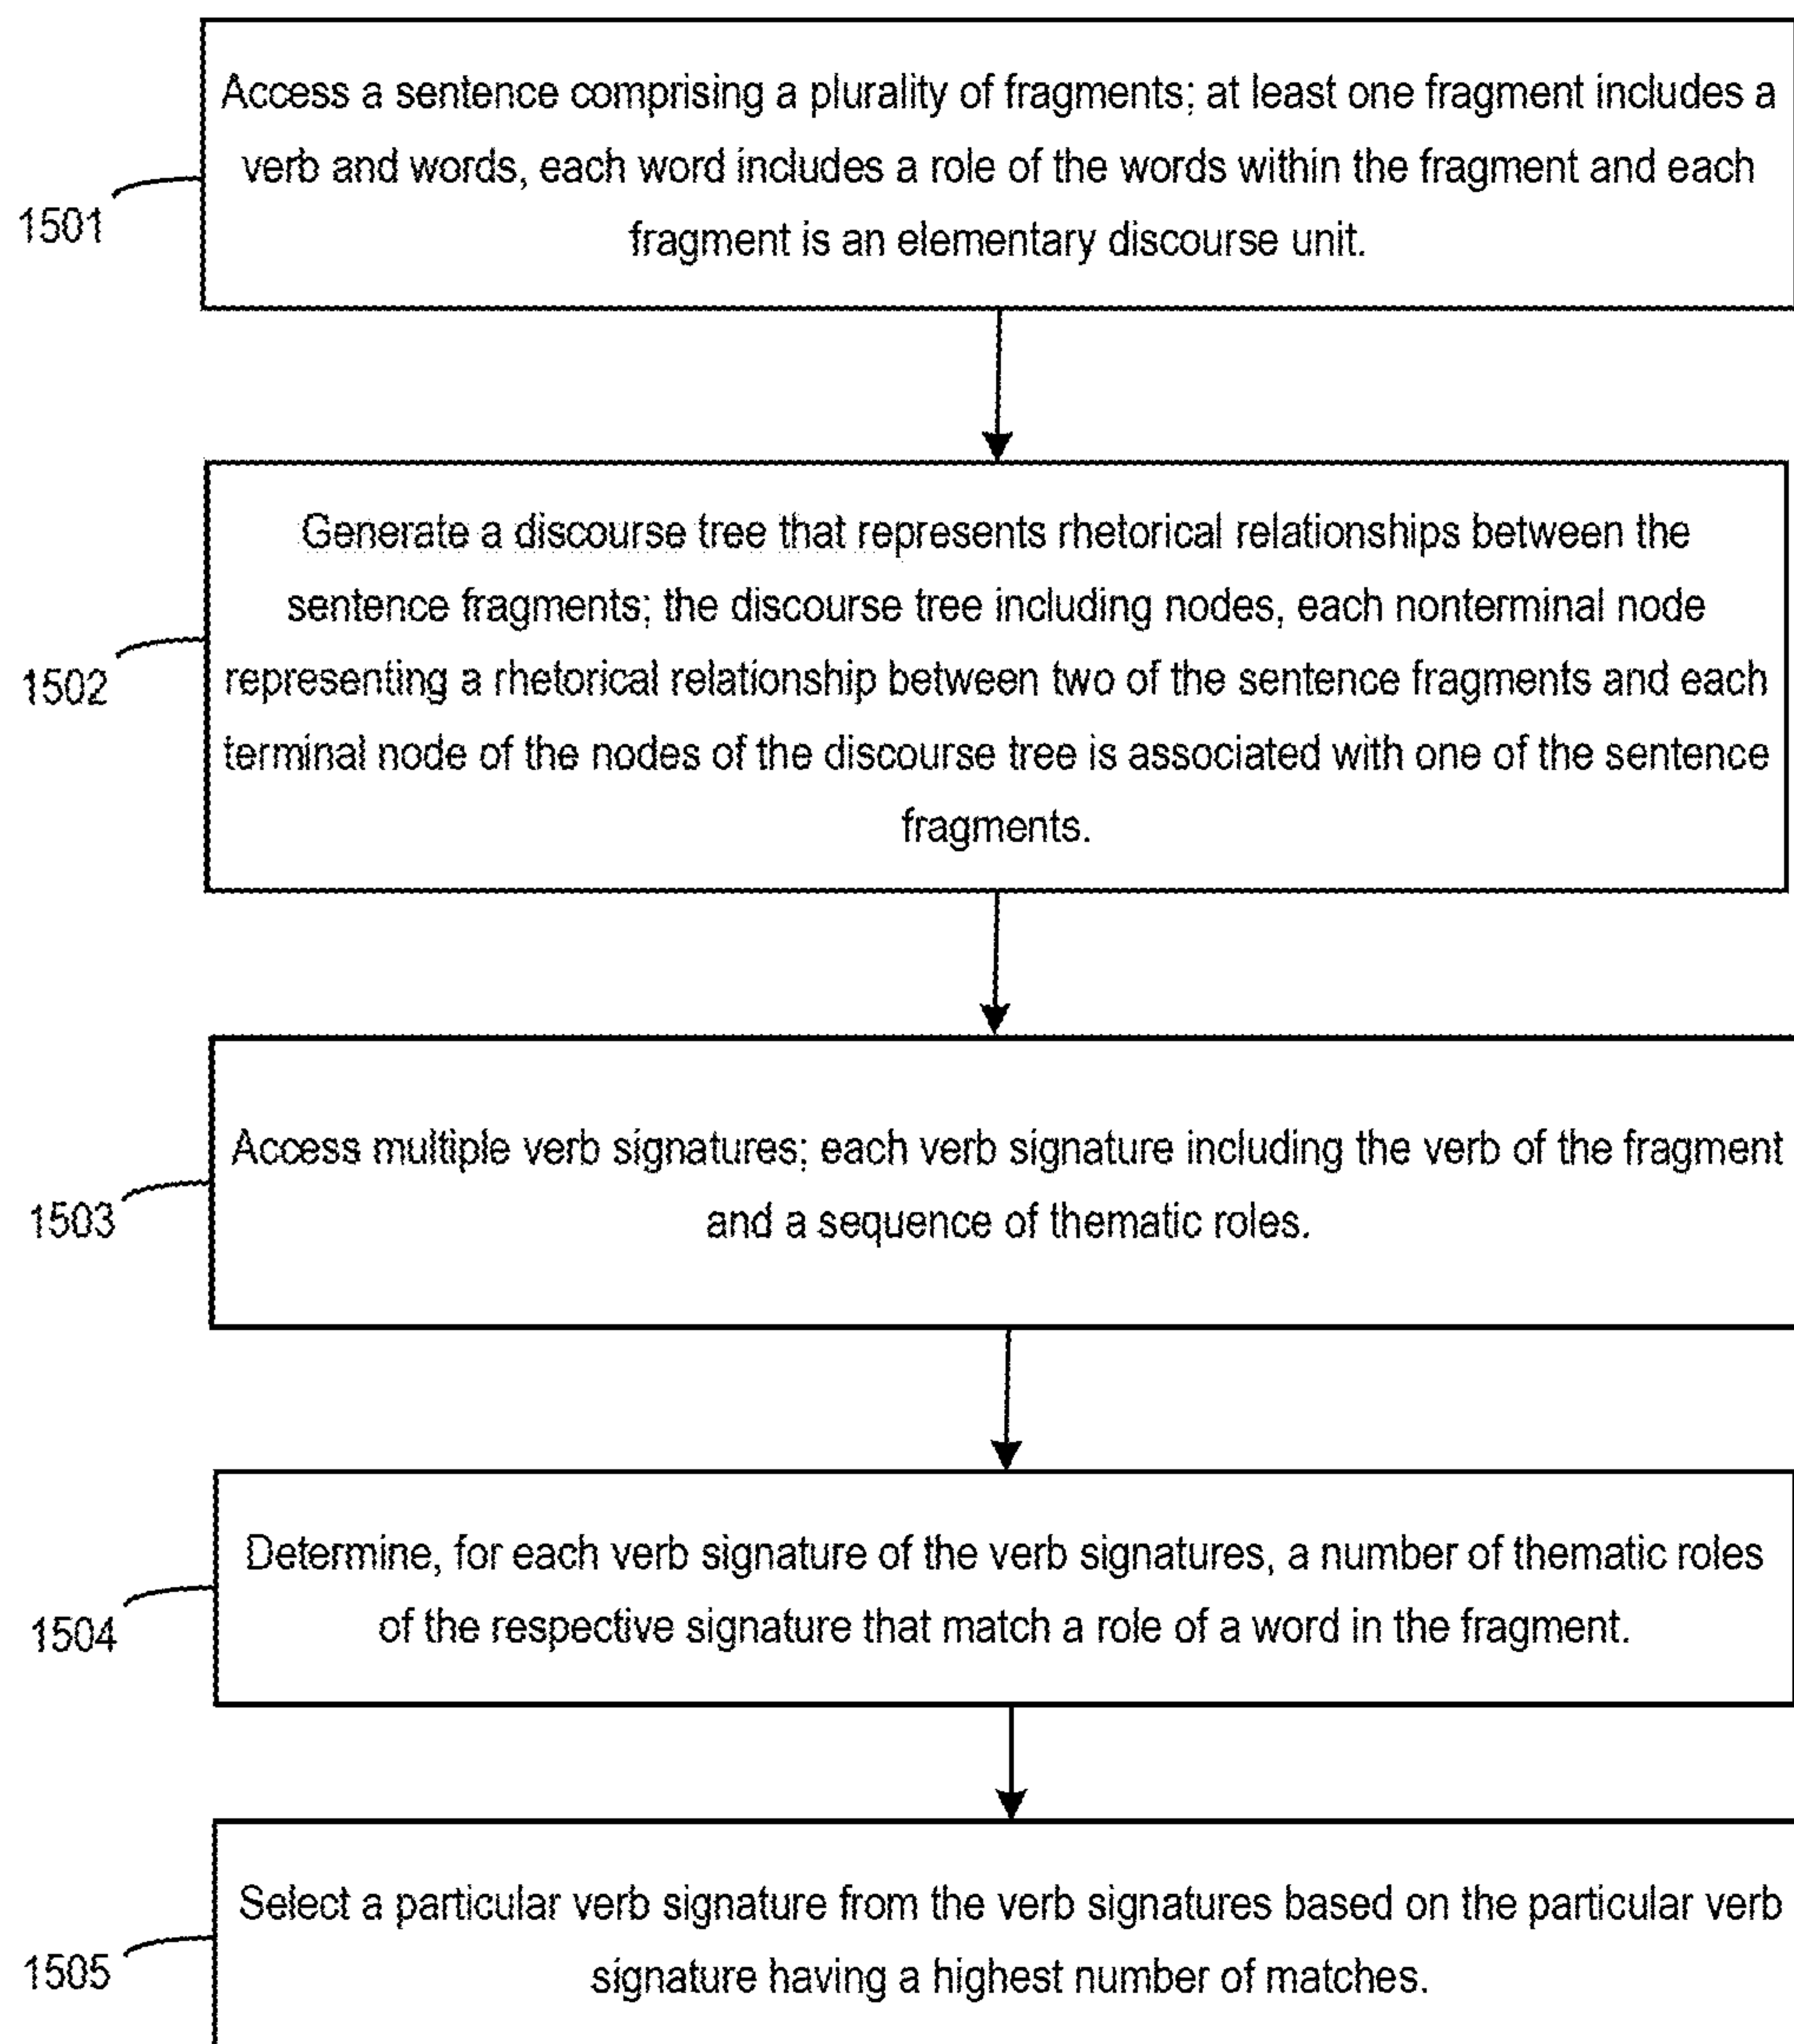 Access a sentence comprising a plurality of fragments; at least one fragment includes a
verb and words, each word includes a role of the words within the fragment and each
fragment is an elementary discourse unit.
1501
Generate a discourse tree that represents rhetorical relationships between the
sentence fragments; the discourse tree including nodes, each nonterminal node
representing a rhetorical relationship between two of the sentence fragments and each
terminal node of the nodes of the discourse tree is associated with one of the sentence
fragments.
1502
Access multiple verb signatures; each verb signature including the verb of the fragment
and a sequence of thematic roles.
1503
Determine, for each verb signature of the verb signatures, a number of thematic roles
of the respective signature that match a role of a word in the fragment.
1504
Select a particular verb signature from the verb signatures based on the particular verb
signature having a highest number of matches.
1505